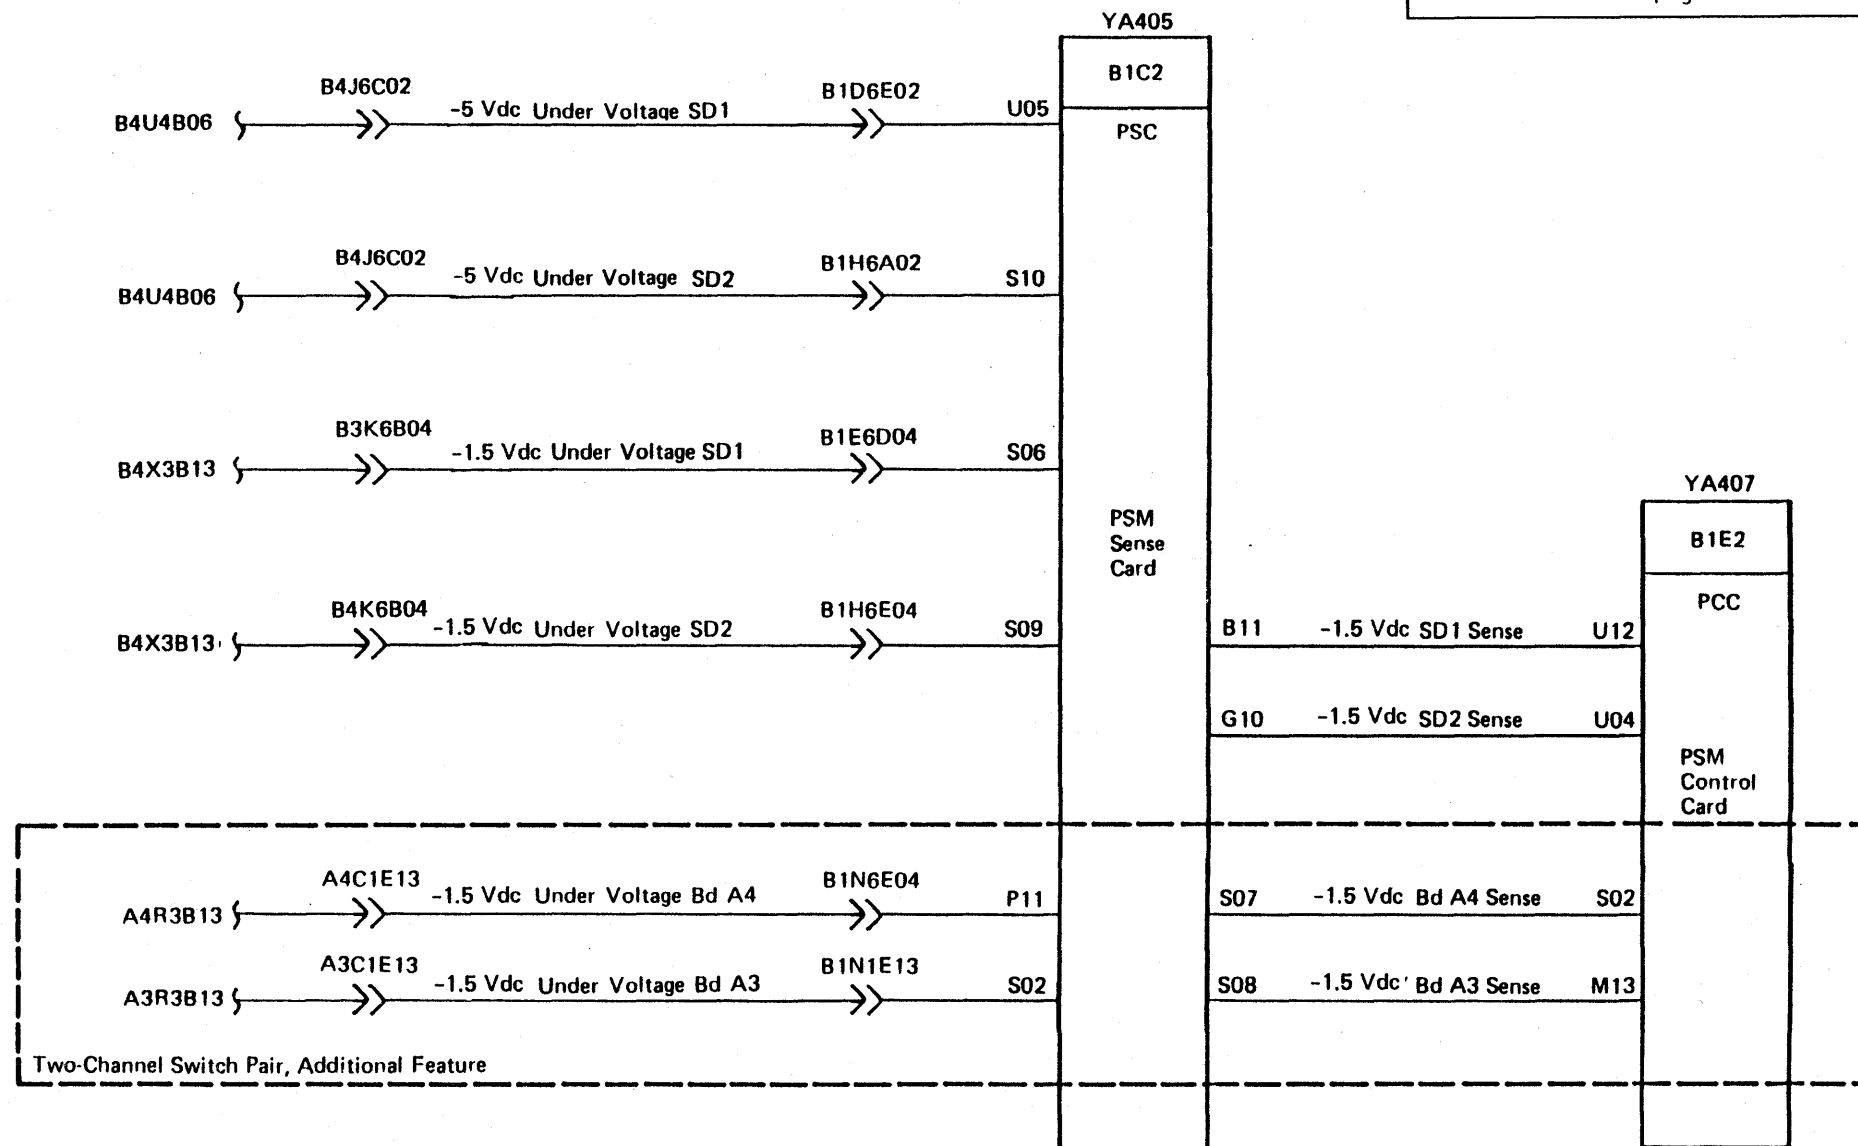 YA405
B1C2
PSC
B4U4B06
B4J6C02
-5 Vdc Under Voltage SD1
B1D6E02
U05
B4U4B06
B4J6C02
-5 Vdc Under Voltage SD2
B1H6A02
S10
B4X3B13
B3K6B04
-1.5 Vdc Under Voltage SD1
B1E6D04
S06
PSM
Sense
Card
YA407
B1E2
PCC
B4X3B13
B4K6B04
-1.5 Vdc Under Voltage SD2
B1H6E04
S09
B11
-1.5 Vdc SD1 Sense
U12
G10
-1.5 Vdc SD2 Sense
U04
PSM
Control
Card
A4R3B13
A4C1E13
-1.5 Vdc Under Voltage Bd A4
B1N6E04
P11
S07
-1.5 Vdc Bd A4 Sense
S02
A3R3B13
A3C1E13
-1.5 Vdc Under Voltage Bd A3
B1N1E13
S02
S08
-1.5 Vdc Bd A3 Sense
M13
Two-Channel Switch Pair, Additional Feature